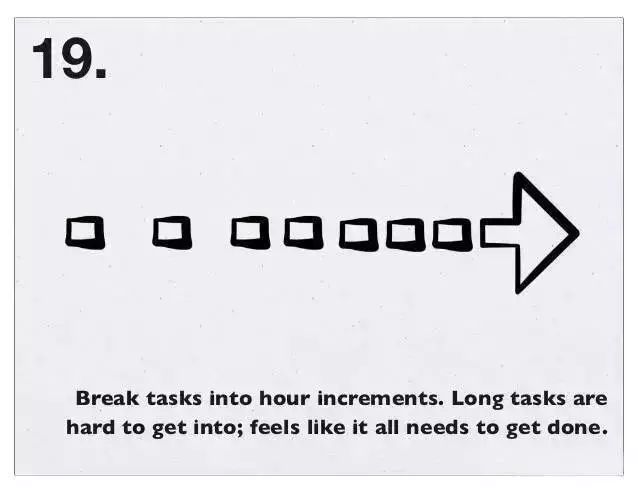 19.
Break tasks into hour increments. Long tasks are
hard to get into; feels like it all needs to get done.